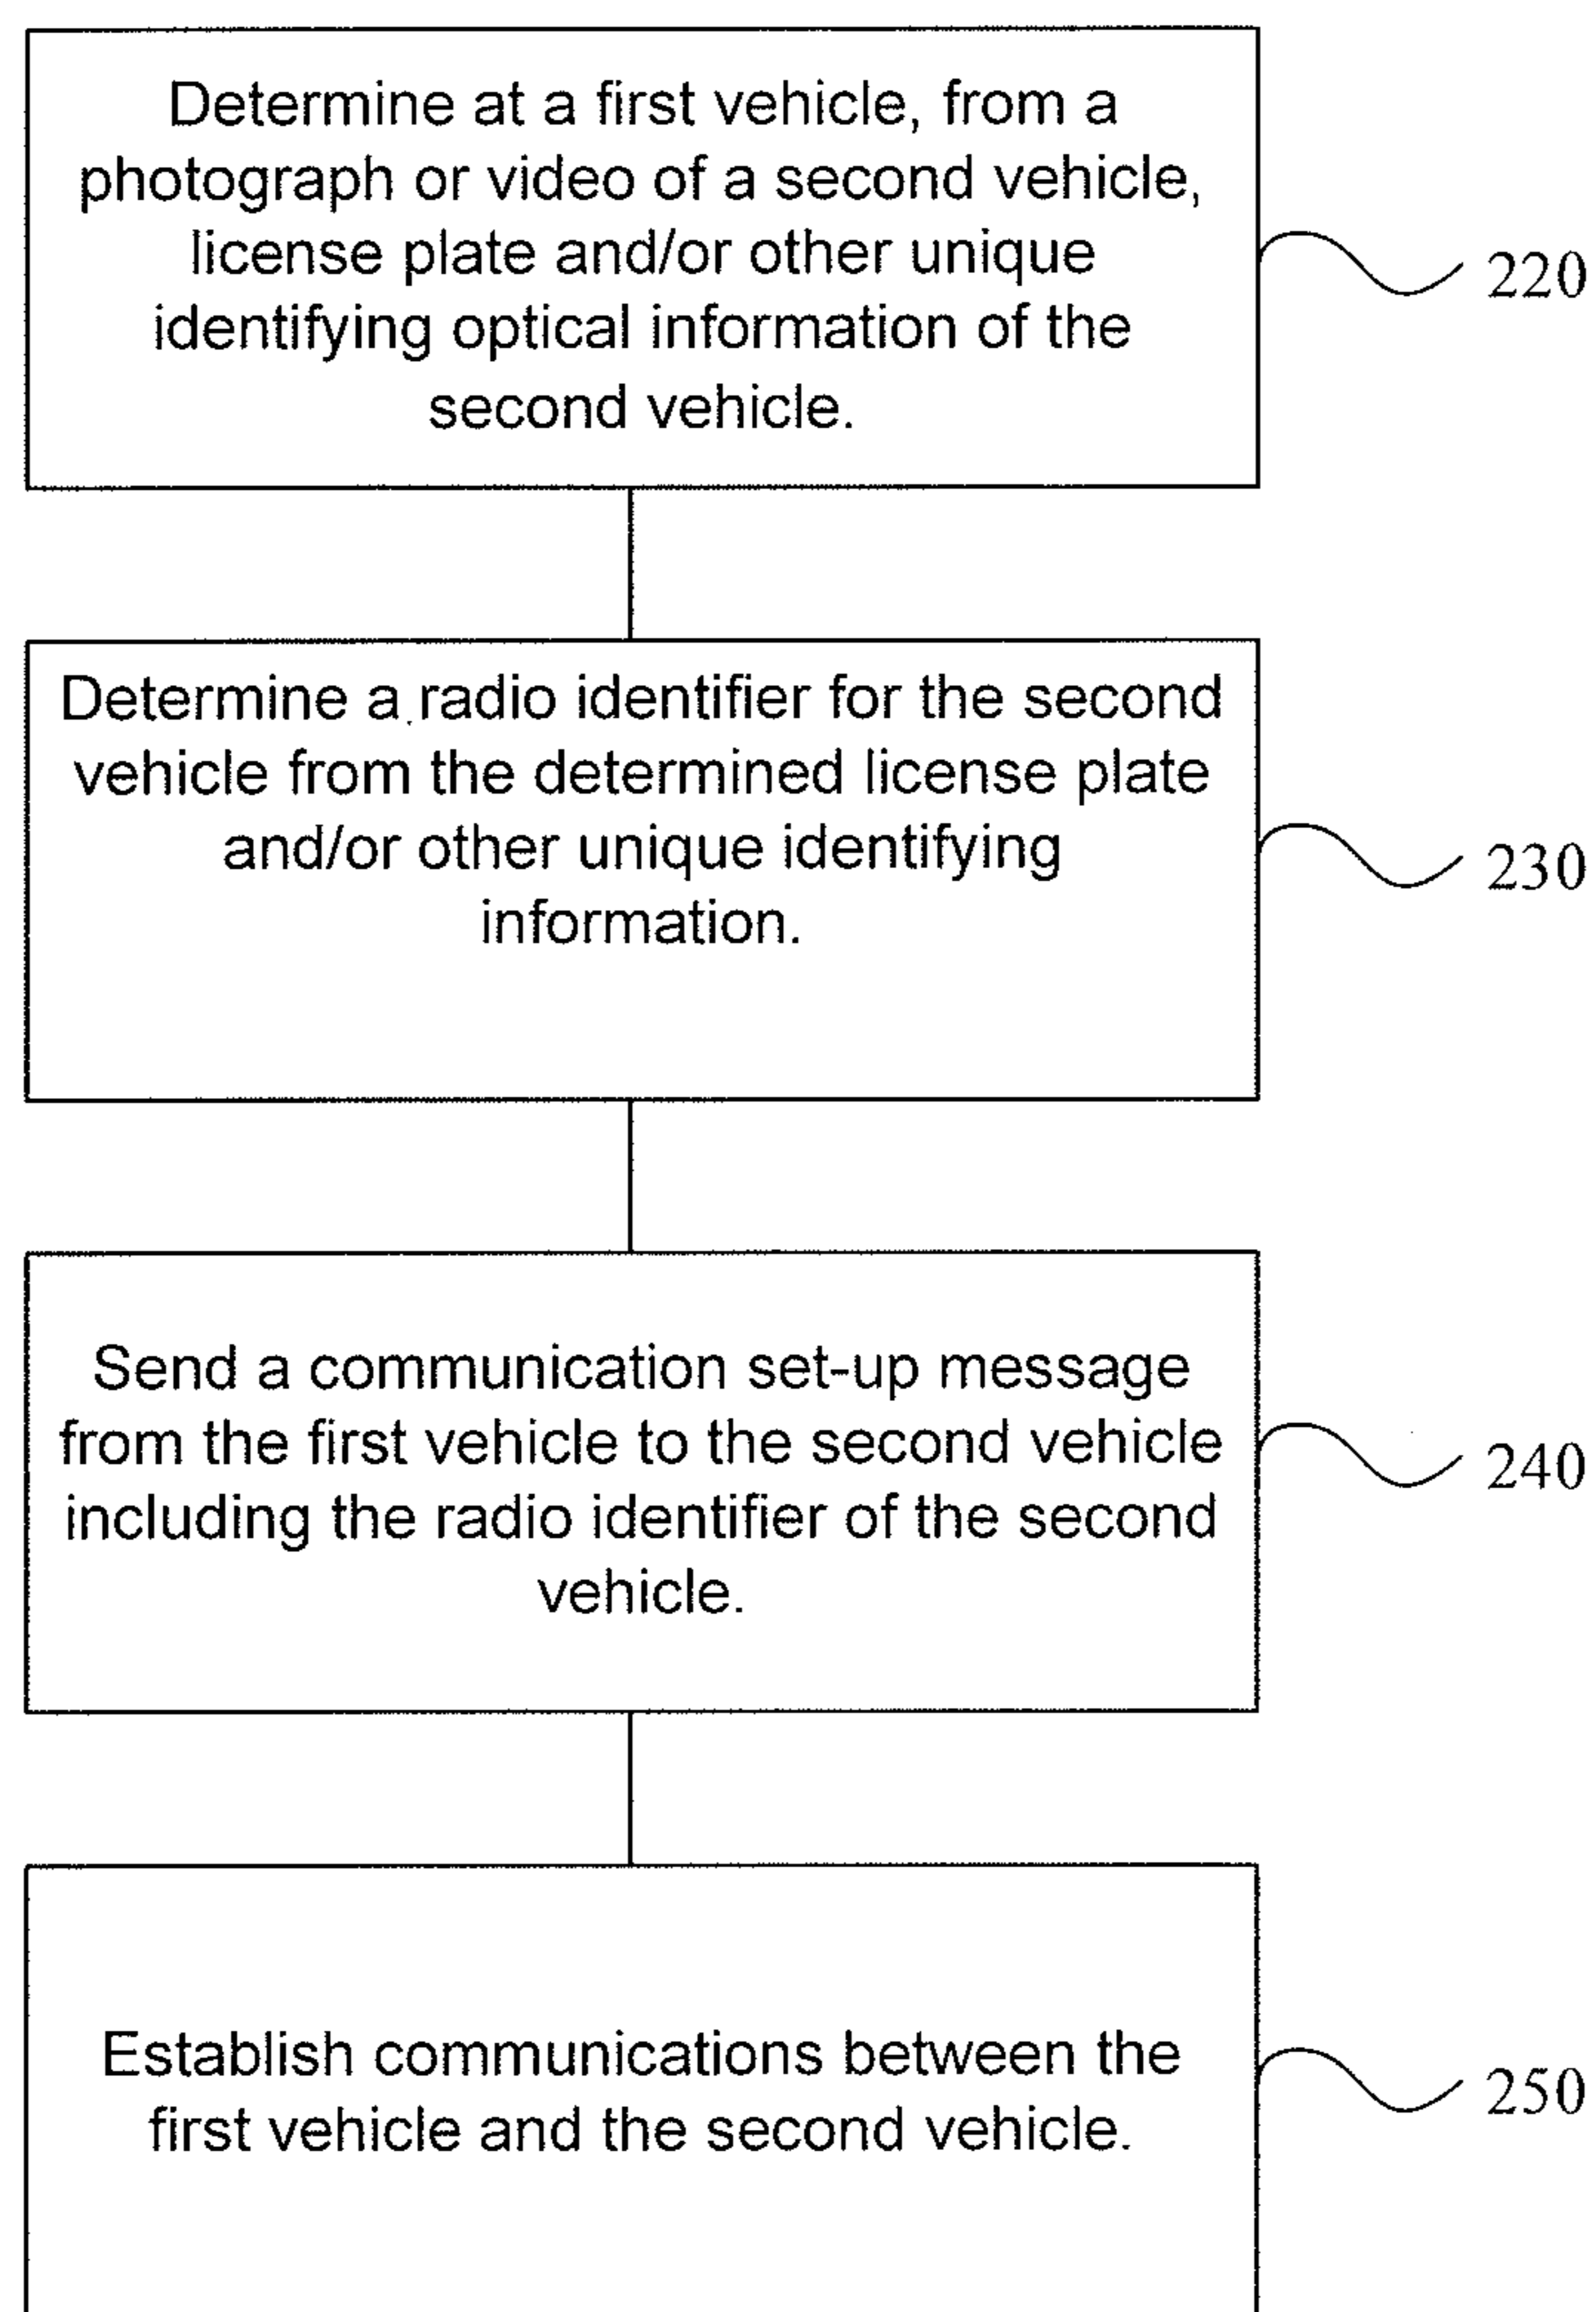 Determine at a first vehicle, from a
photograph or video of a second vehicle,
license plate and/or other unique
identifying optical information of the
second vehicle.
220
Determine a radio identifier for the second
vehicle from the determined license plate
and/or other unique identifying
information.
230
Send a communication set-up message
from the first vehicle to the second vehicle
including the radio identifier of the second
vehicle.
240
Establish communications between the
first vehicle and the second vehicle.
250